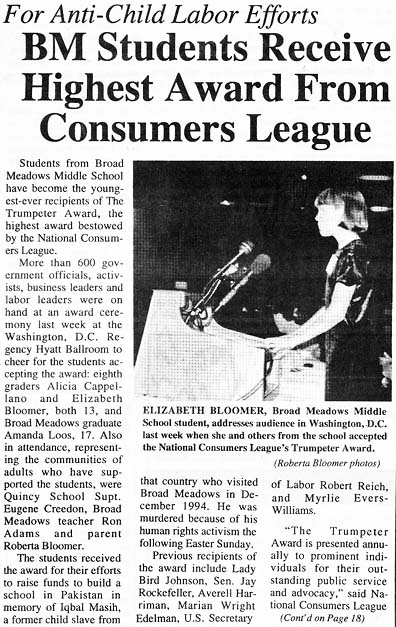 For Anti-Child Labor Efforts
BM Students Receive
Highest Award From
Consumers League
Students from Broad
Meadows Middle School
have become the young-
est-ever recipients of The
Trumpeter Award, the
highest award bestowed
by the National Consum-
ers League.
More than 600 gov-
ernment officials, activ-
ists, business leaders and
labor leaders were on
hand at an award cere-
mony last week at the
Washington, D.C. Re-
gency Hyatt Ballroom to
cheer for the students ac-
cepting the award: eighth
graders Alicia Cappel-
lano and Elizabeth
Bloomer, both 13, and
Broad Meadows graduate
Amanda Loos, 17. Also
in attendance, represent-
ing the communities of
adults who have sup-
ported the students, were
Quincy School Supt.
Eugene Creedon, Broad
Meadows teacher Ron
Adams and parent
Roberta Bloomer.
The students received
the award for their efforts
to raise funds to build a
school in Pakistan in
memory of Iqbal Masih,
a former child slave from
ELIZABETH BLOOMER, Broad Meadows Middle
School student, addresses audience in Washington, D.C.
last week when she and others from the school accepted
the National Consumers League's Trumpeter Award.
(Roberta Bloomer photos)
that country who visited
Broad Meadows in De-
cember 1994. He was
murdered because of his
human rights activism the
following Easter Sunday.
Previous recipients of
the award include Lady
Bird Johnson, Sen. Jay
Rockefeller, Averell Har-
riman, Marian Wright
Edelman, U.S. Secretary
of Labor Robert Reich,
and Myrlie Evers-
Williams.
"The Trumpeter
Award is presented annu-
ally to prominent indi-
viduals for their out-
standing public service
and advocacy," said Na-
tional Consumers League
(Cont'd on Page 18)